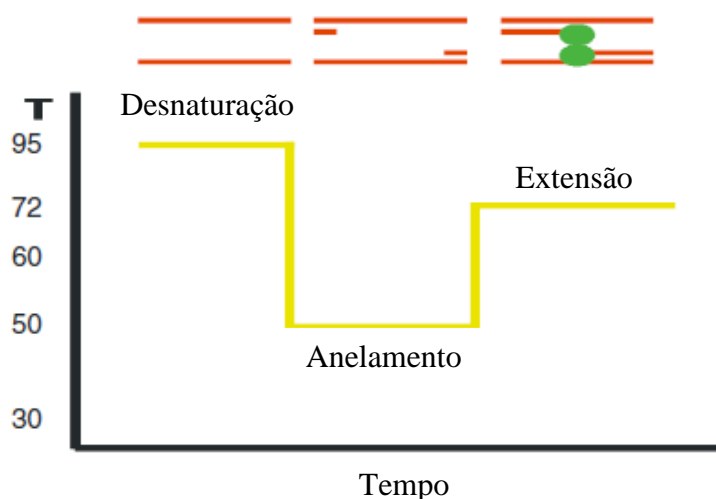 T
Desnaturação
95
Extensão
72
60
50
Anelamento
30
Tempo